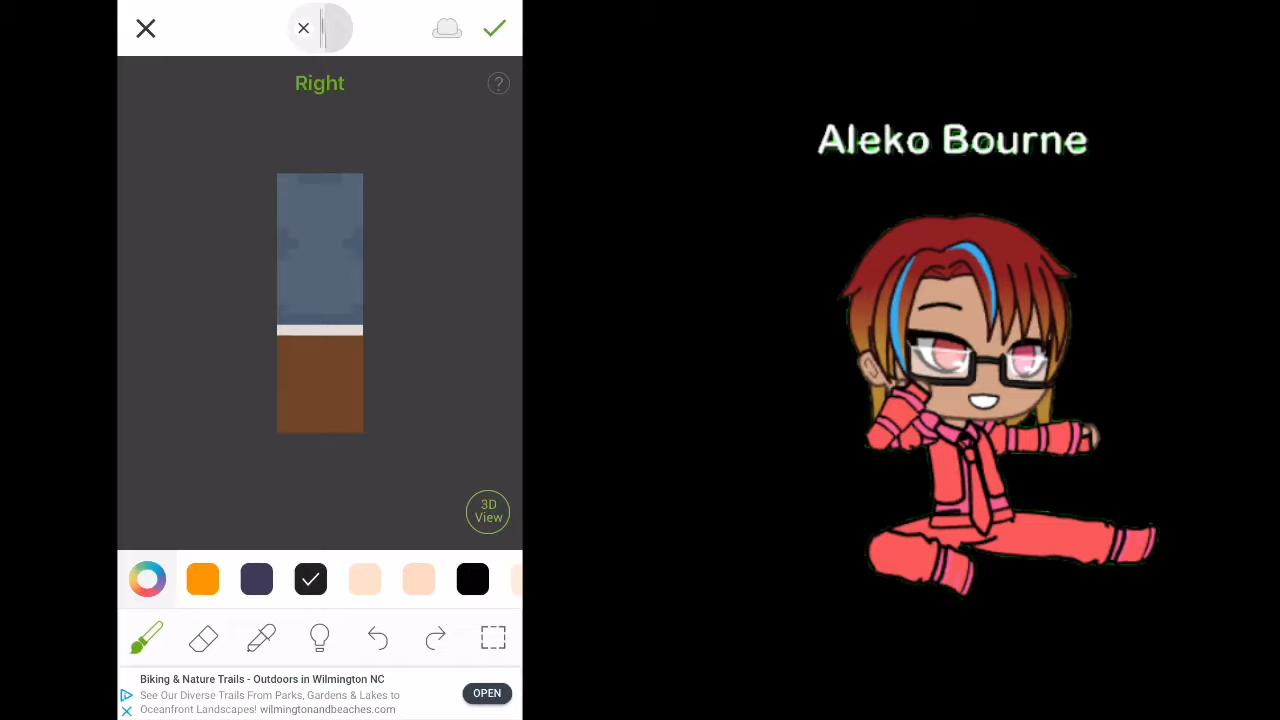 Right
?
Aleko Bourne
3D
View
Biking & Nature Trails - Outdoors in Wilmington NC
See Our Diverse Trails From Parks, Gardens & Lakes to
Oceanfront Landscapes! wilmingtonandbeaches.com
OPEN